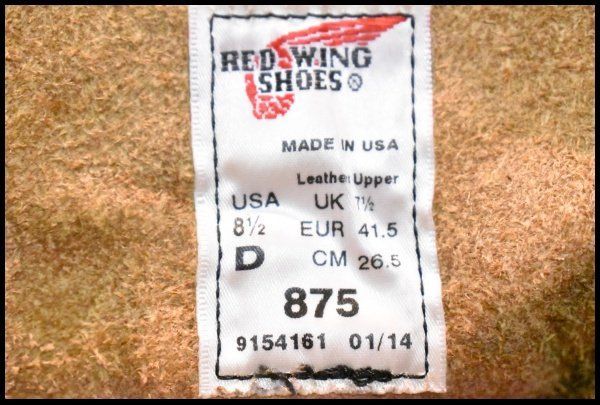 RED WING
SHOES®
MADE IN USA
Leather Upper
USA UK 7½
8½ EUR 41.5
D CM 26.5
875
9154161 01/14